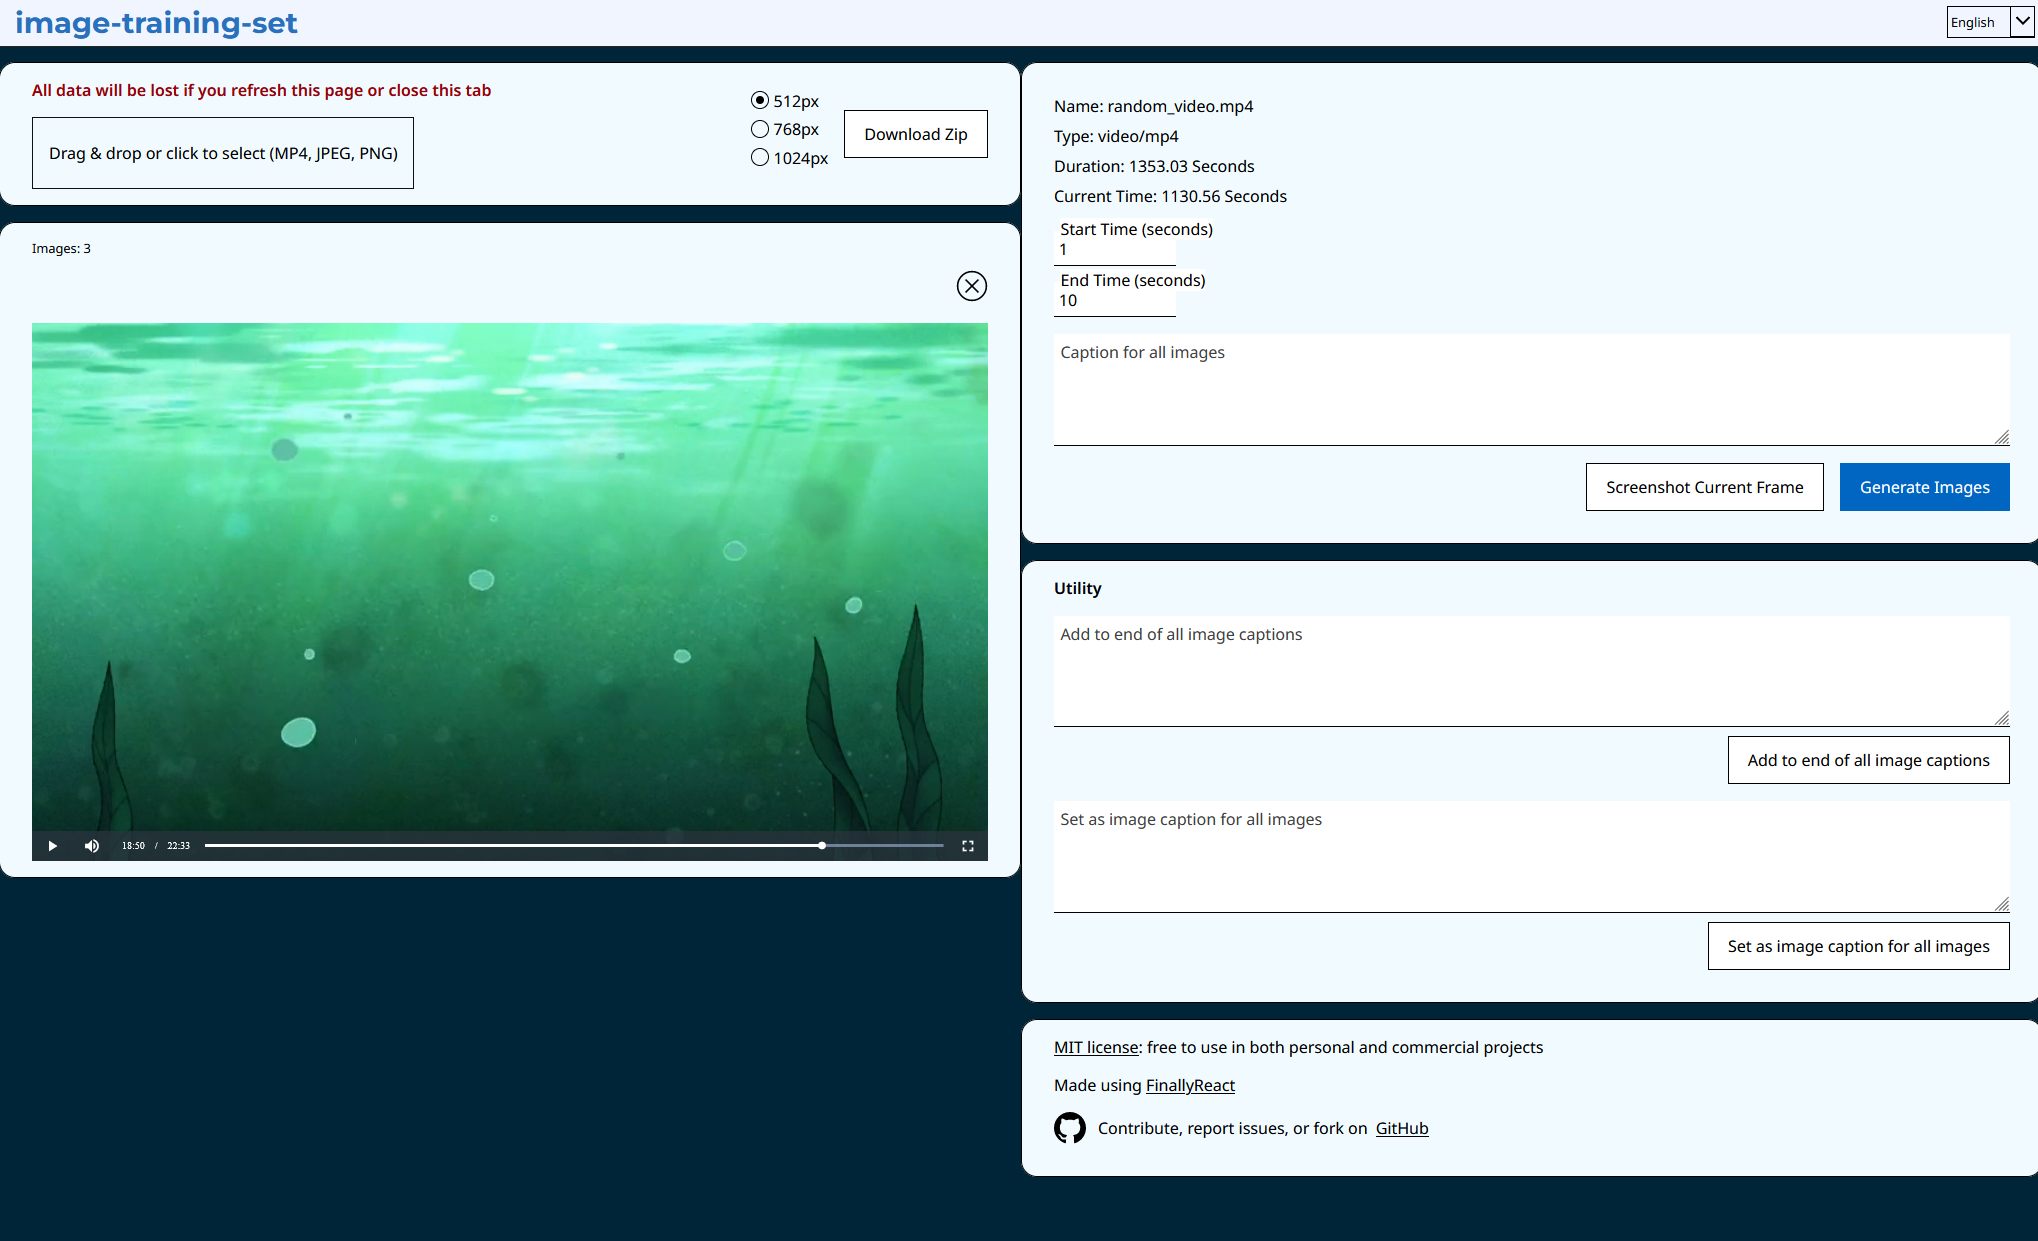 image-training-set
English
All data will be lost if you refresh this page or close this tab
Drag & drop or click to select (MP4, JPEG, PNG)
512px
768px
1024px
Download Zip
Images: 3
18:50 / 22:33
Name: random_video.mp4
Type: video/mp4
Duration: 1353.03 Seconds
Current Time: 1130.56 Seconds
Start Time (seconds)
1
End Time (seconds)
10
Caption for all images
Screenshot Current Frame
Generate Images
Utility
Add to end of all image captions
Add to end of all image captions
Set as image caption for all images
Set as image caption for all images
MIT license: free to use in both personal and commercial projects
Made using FinallyReact
Contribute, report issues, or fork on GitHub